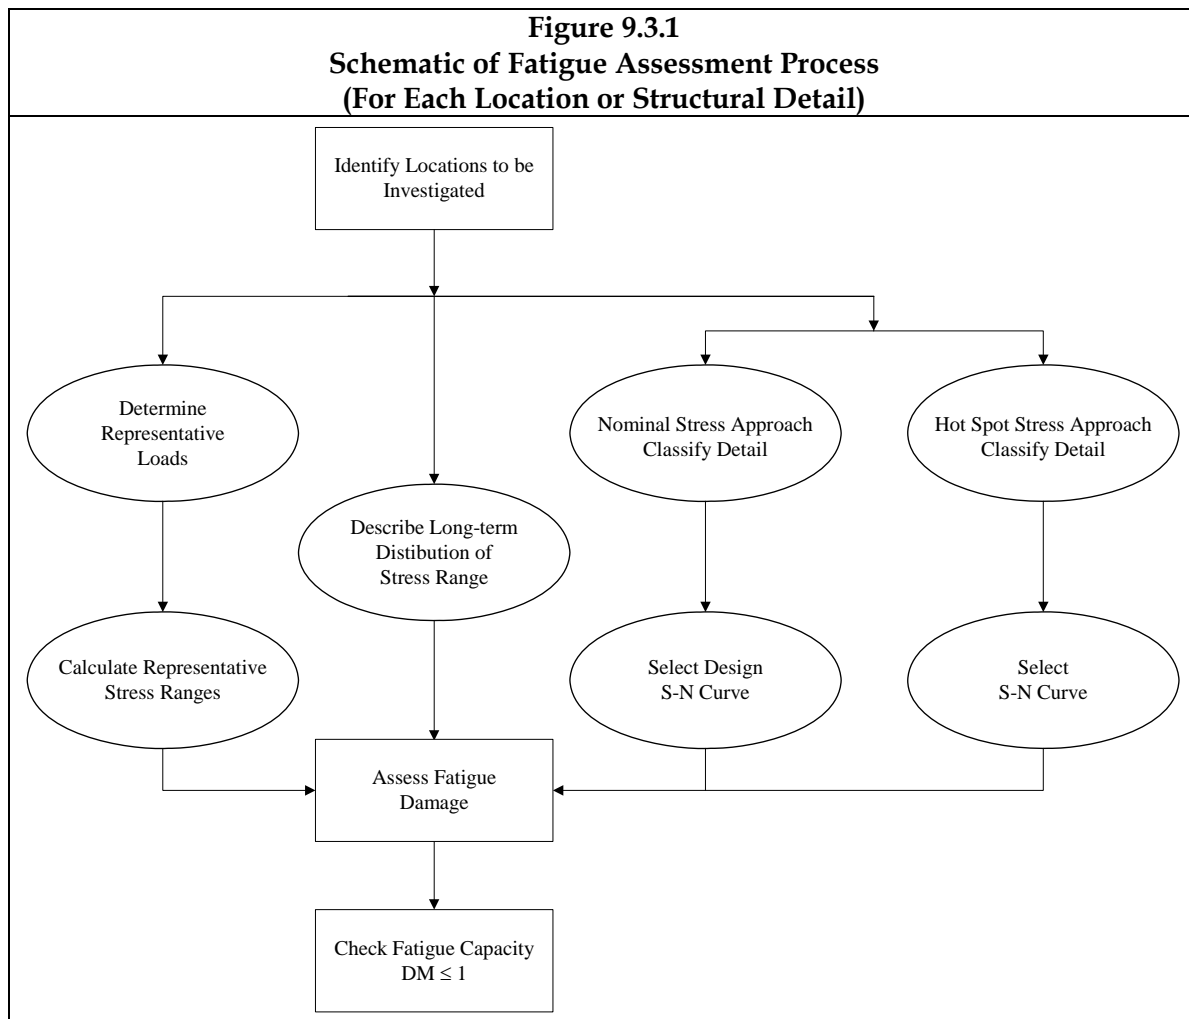 Figure 9.3.1
Schematic of Fatigue Assessment Process
(For Each Location or Structural Detail)
Identify Locations to be
Investigated
Determine
Representative
Loads
Nominal Stress Approach
Classify Detail
Hot Spot Stress Approach
Classify Detail
Describe Long-term
Distibution of
Stress Range
Calculate Representative
Stress Ranges
Select Design
S-N Curve
Select
S-N Curve
Assess Fatigue
Damage
Check Fatigue Capacity
DM ≤ 1